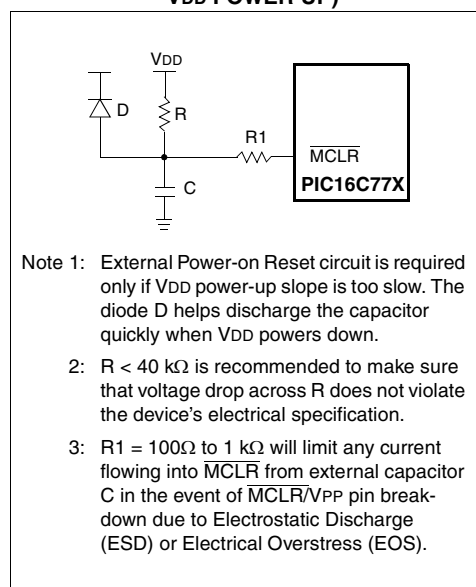 VDD POWER-UP)
VDD
D
R
R1
MCLR
PIC16C77X
C
Note 1: External Power-on Reset circuit is required
only if VDD power-up slope is too slow. The
diode D helps discharge the capacitor
quickly when VDD powers down.
2: R < 40 kΩ is recommended to make sure
that voltage drop across R does not violate
the device's electrical specification.
3: R1 = 100Ω to 1 kΩ will limit any current
flowing into MCLR from external capacitor
C in the event of MCLR/VPP pin break-
down due to Electrostatic Discharge
(ESD) or Electrical Overstress (EOS).